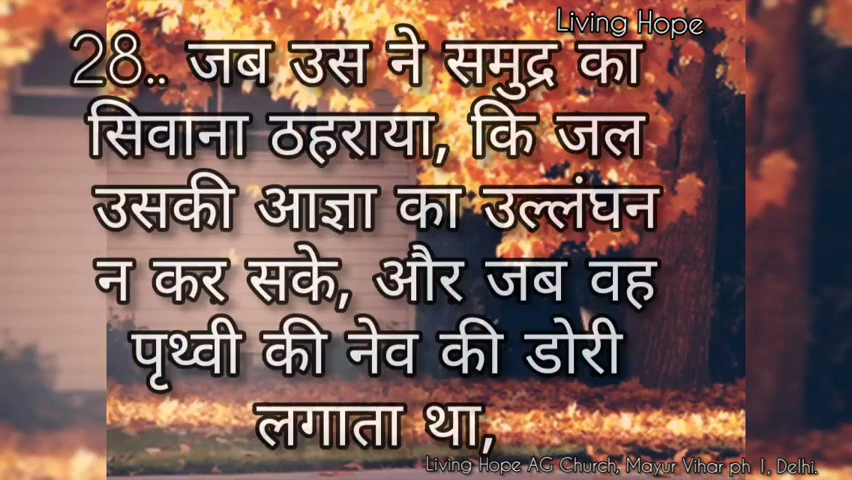 Living Hope
28.. जब उस ने समुद्र का
सिवाना ठहराया, कि जल
उसकी आज्ञा का उल्लंघन
न कर सके, और जब वह
पृथ्वी की नेव की डोरी
लगाता था,
Living Hope AG Church, Mayur Vihar ph 1, Delhi.